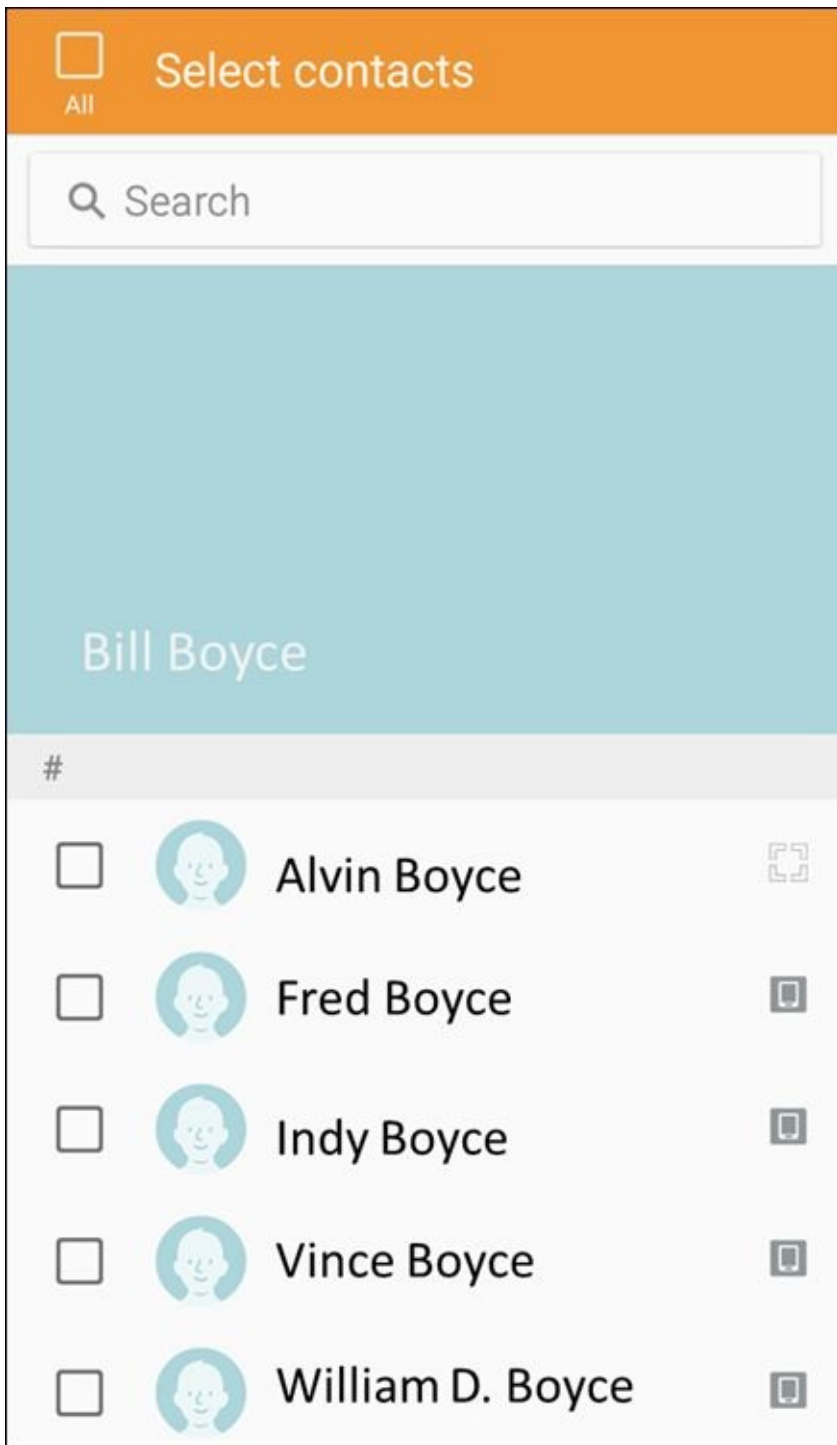 Select contacts
All
Search
Bill Boyce
#
Alvin Boyce
Fred Boyce
Indy Boyce
Vince Boyce
William D. Boyce